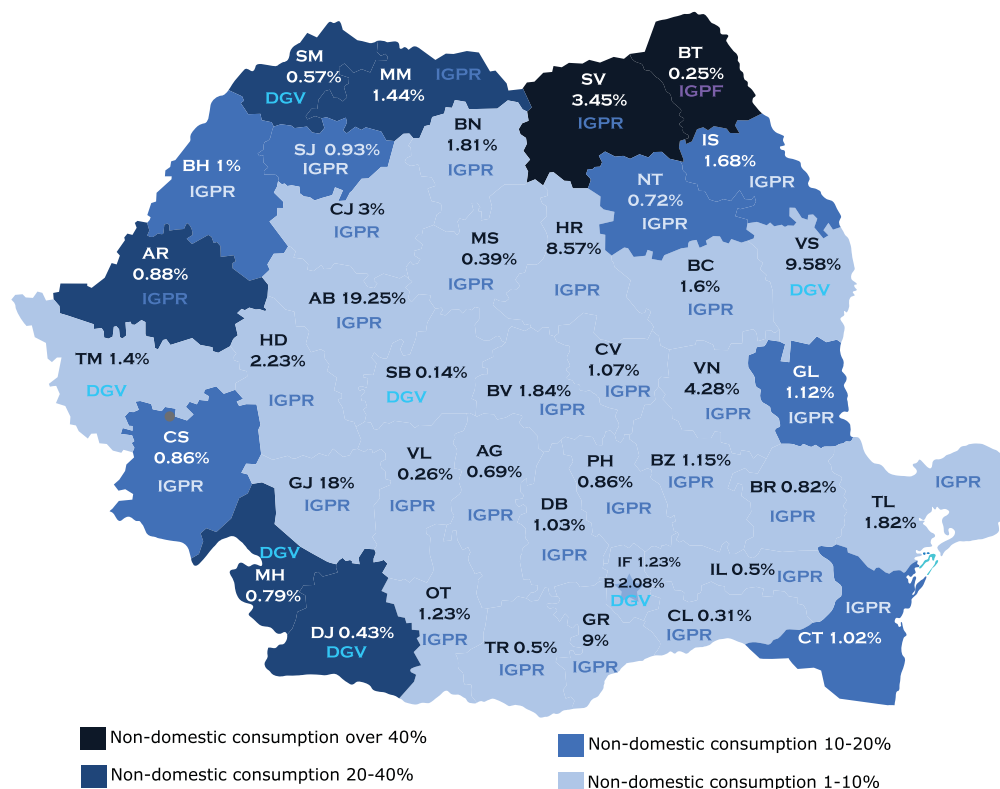 SM
0.57%
DGV
MM
1.44%
IGPR
SV
3.45%
IGPR
BT
0.25%
IGPF
BN
1.81%
IGPR
IS
1.68%
IGPR
SJ 0.93%
IGPR
BH 1%
IGPR
NT
0.72%
IGPR
CJ 3%
IGPR
MS
0.39%
IGPR
HR
8.57%
IGPR
AR
0.88%
IGPR
BC
1.6%
IGPR
VS
9.58%
DGV
AB 19.25%
IGPR
TM 1.4%
DGV
HD
2.23%
IGPR
SB 0.14%
DGV
BV 1.84%
IGPR
CV
1.07%
IGPR
VN
4.28%
IGPR
GL
1.12%
IGPR
CS
0.86%
IGPR
GJ 18%
IGPR
VL
0.26%
IGPR
AG
0.69%
IGPR
PH
0.86%
IGPR
BZ 1.15%
IGPR
BR 0.82%
IGPR
IGPR
TL
1.82%
DB
1.03%
IGPR
DGV
MH
0.79%
IF 1.23%
B 2.08%
DGV
IL 0.5%
IGPR
IGPR
CT 1.02%
DJ 0.43%
DGV
OT
1.23%
IGPR
TR 0.5%
IGPR
GR
9%
IGPR
CL 0.31%
IGPR
Non-domestic consumption over 40%
Non-domestic consumption 20-40%
Non-domestic consumption 10-20%
Non-domestic consumption 1-10%